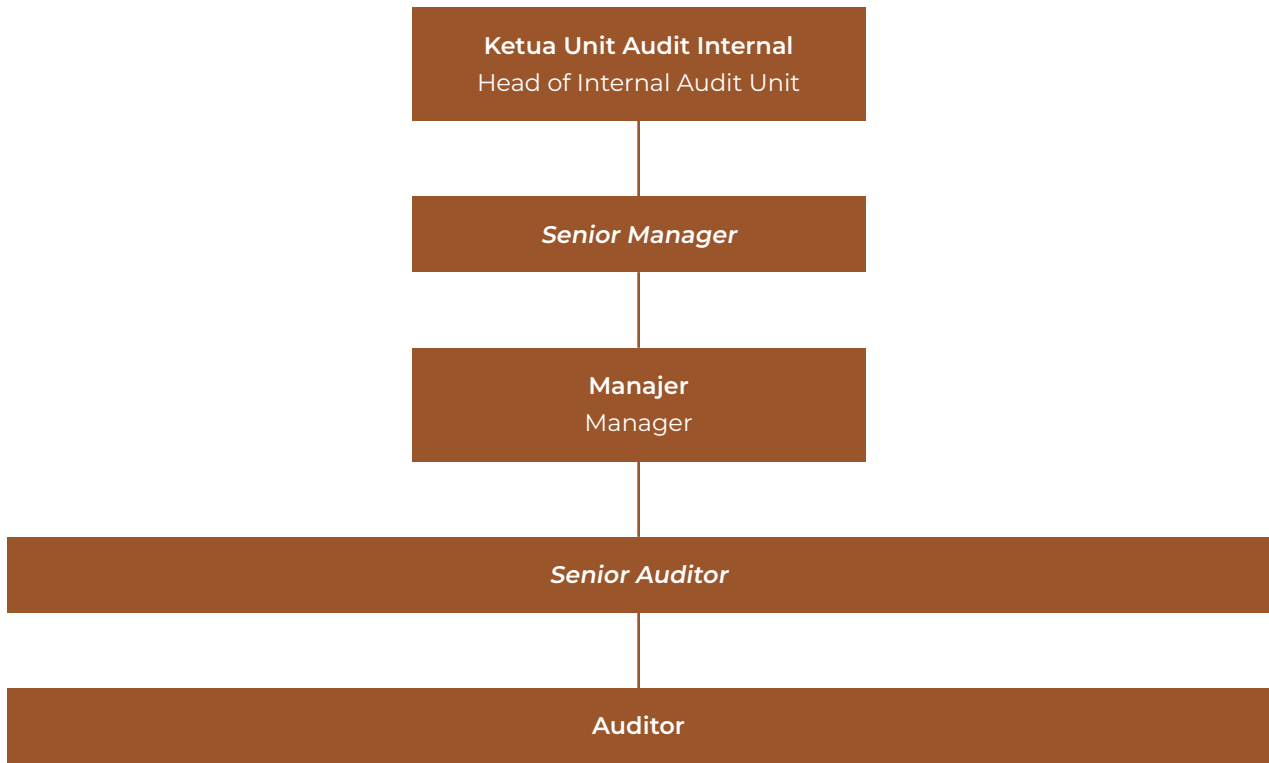 Ketua Unit Audit Internal
Head of Internal Audit Unit
Senior Manager
Manajer
Manager
Senior Auditor
Auditor